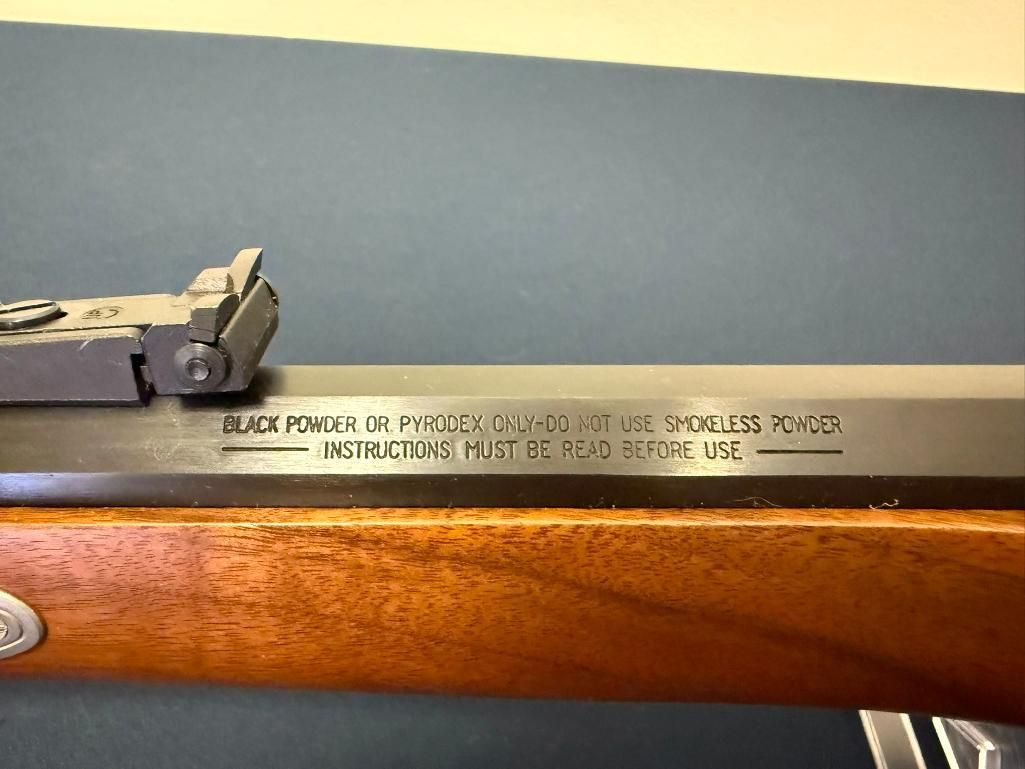 BLACK POWDER OR PYRODEX ONLY-DO NOT USE SMOKELESS POWDER
INSTRUCTIONS MUST BE READ BEFORE USE